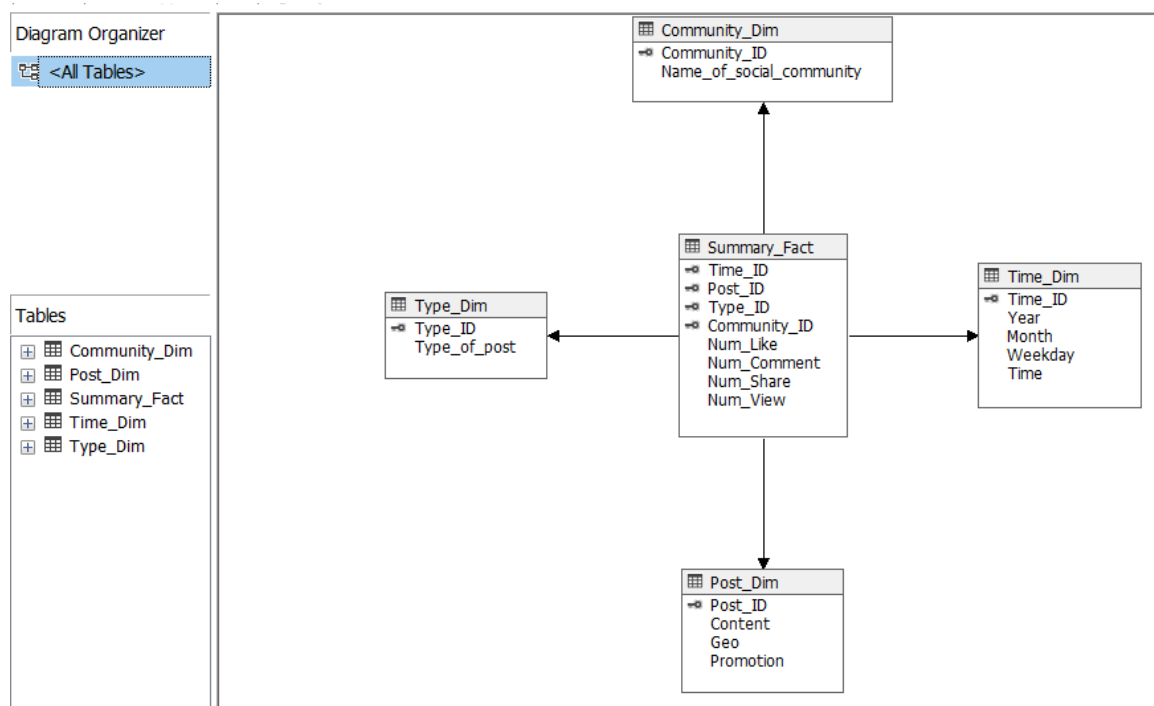 Diagram Organizer
<All Tables>
Tables
Community_Dim
Post_Dim
Summary_Fact
Time_Dim
Type_Dim
Community_Dim
Community_ID
Name_of_social_community
Summary_Fact
Time_ID
Post_ID
Type_ID
Community_ID
Num_Like
Num_Comment
Num_Share
Num_View
Type_Dim
Type_ID
Type_of_post
Time_Dim
Time_ID
Year
Month
Weekday
Time
Post_Dim
Post_ID
Content
Geo
Promotion